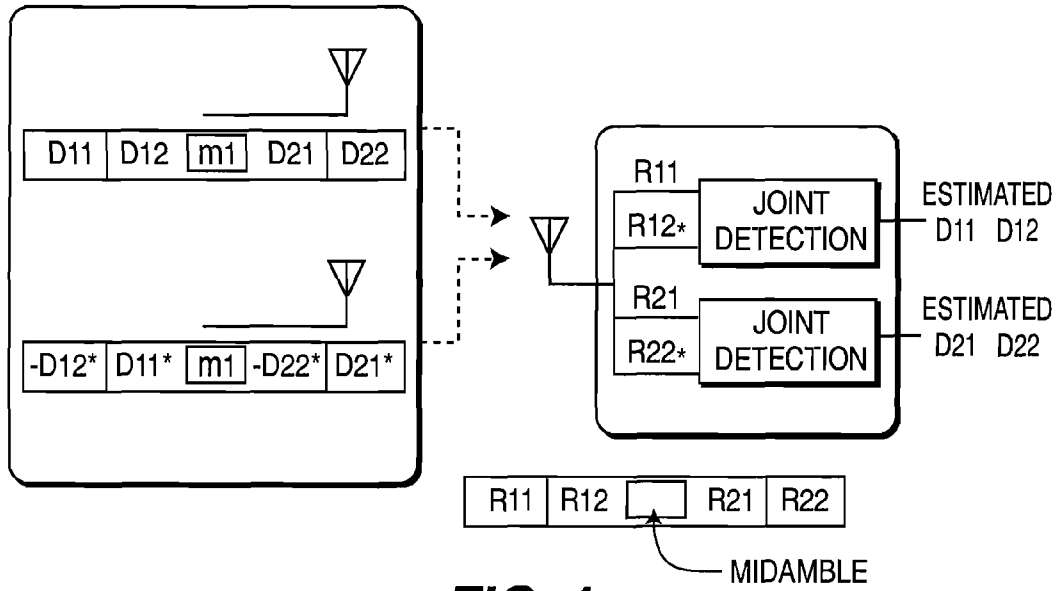 D11 D12 m1 D21 D22
-D12* D11* m1 -D22* D21*
R11
R12*
JOINT
DETECTION
ESTIMATED
D11 D12
R21
R22*
JOINT
DETECTION
ESTIMATED
D21 D22
R11 R12 R21 R22
MIDAMBLE